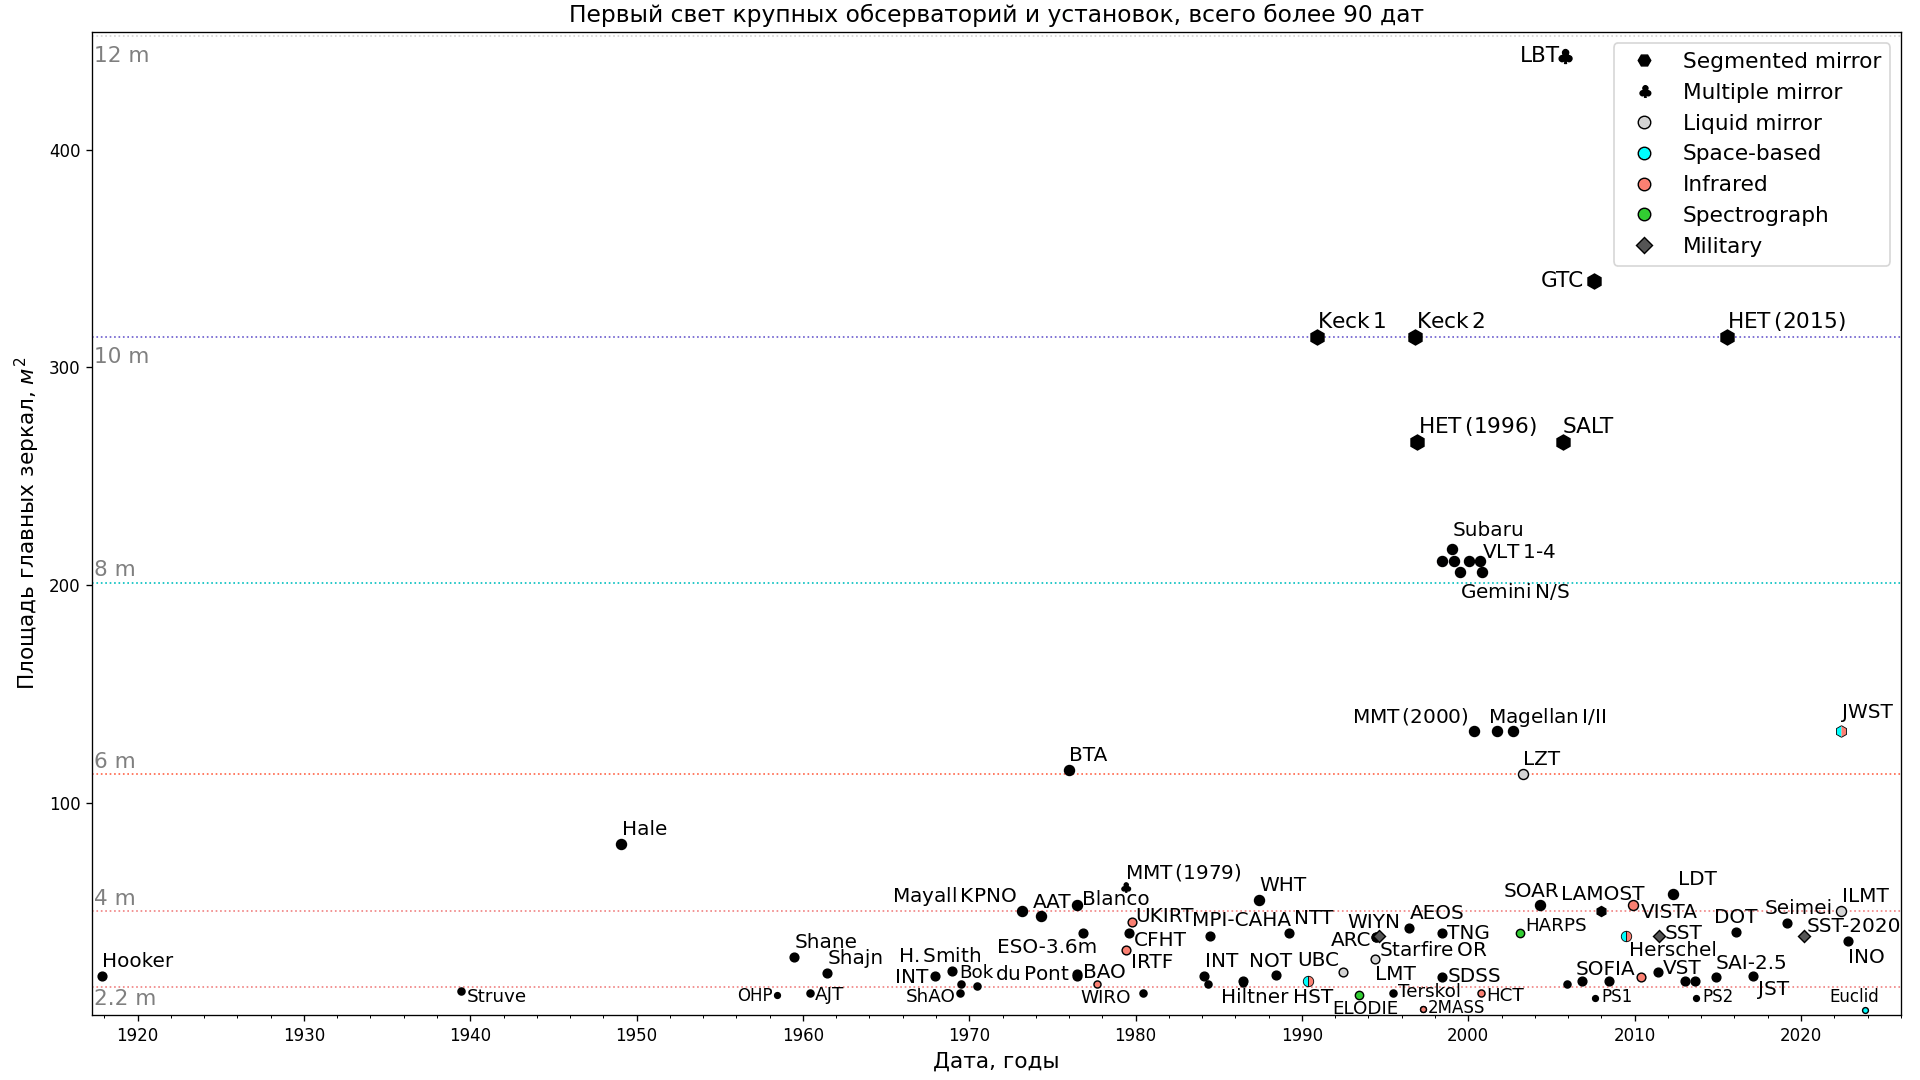 Первый свет крупных обсерваторий и установок, всего более 90 дат
Площадь главных зеркал, м²
400
300
200
100
12 m
10 m
8 m
6 m
4 m
2.2 m
Segmented mirror
Multiple mirror
Liquid mirror
Space-based
Infrared
Spectrograph
Military
LBT
GTC
Keck 1
Keck 2
HET (2015)
HET (1996)
SALT
Subaru
VLT 1-4
Gemini N/S
MMT (2000)
Magellan I/II
JWST
BTA
LZT
Hale
MMT (1979)
WHT
LDT
Mayall KPNO
AAT
Blanco
SOAR
LAMOST
ILMT
UKIRT
MPI-CAHA
NTT
WIYN
AEOS
VISTA
DOT
Seimei
SST-2020
Shane
ESO-3.6m
CFHT
ARC
TNG
HARPS
SST
Hooker
Shajn
H. Smith
IRTF
Starfire OR
Herschel
INO
INT
Bok
du Pont
BAO
INT
NOT
UBC
LMT
SDSS
SOFIA
VST
SAI-2.5
Struve
OHP
AJT
ShAO
WIRO
Hiltner
HST
Terskol
HCT
PS1
PS2
JST
Euclid
ELODIE
2MASS
1920
1930
1940
1950
1960
1970
1980
1990
2000
2010
2020
Дата, годы